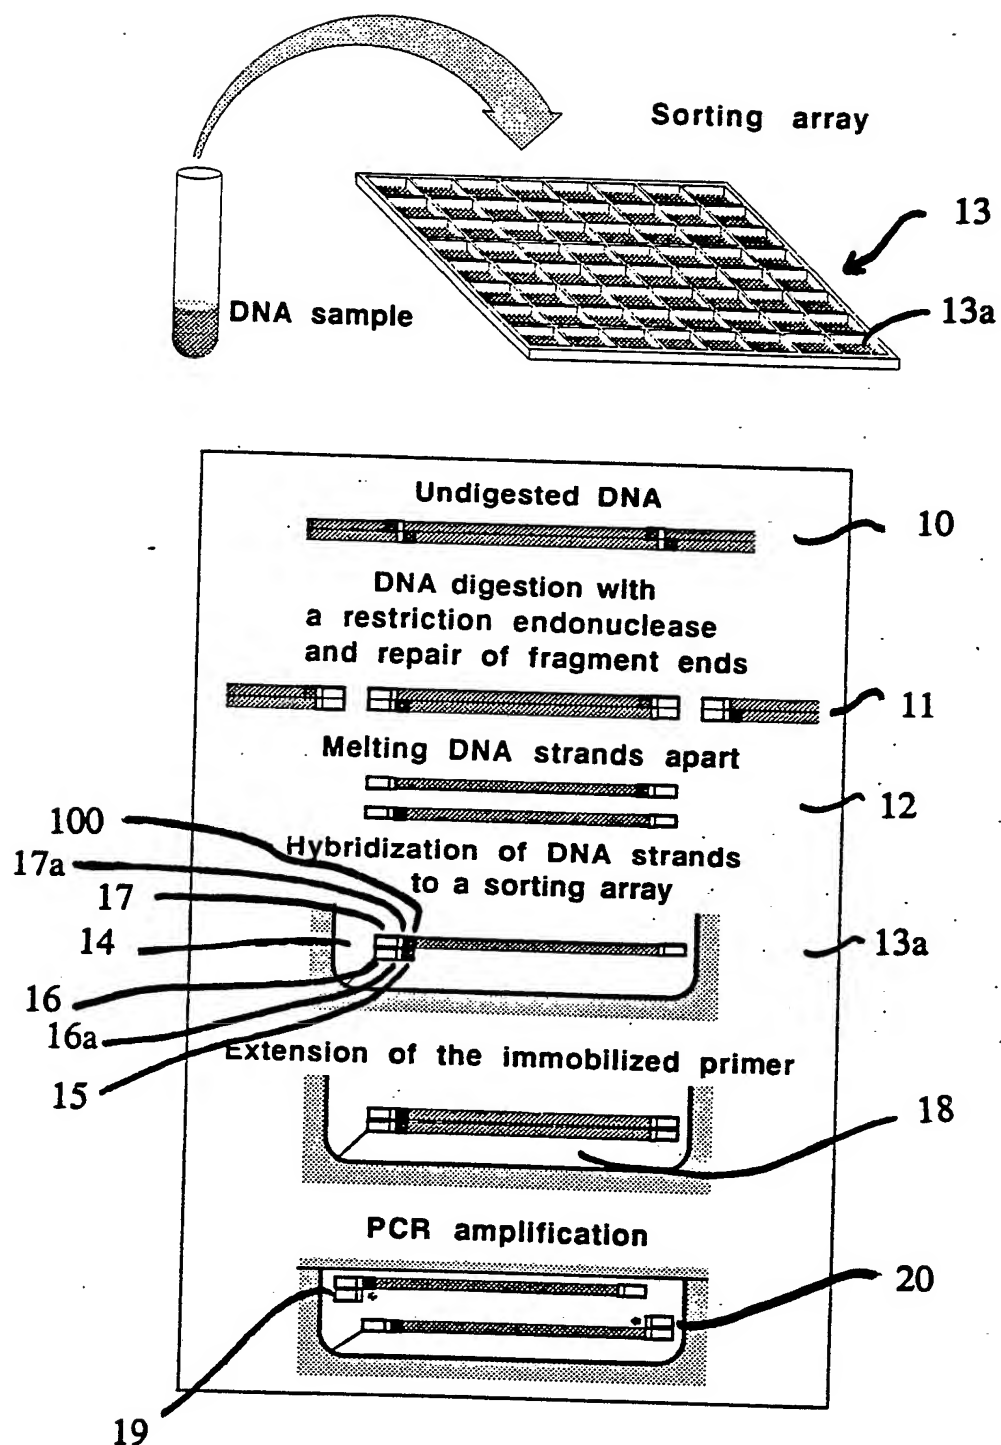 Sorting array
13
13a
DNA sample
Undigested DNA
10
DNA digestion with
a restriction endonuclease
and repair of fragment ends
11
Melting DNA strands apart
12
100
Hybridization of DNA strands
to a sorting array
17a
17
14
13a
16
16a
15
Extension of the immobilized primer
18
PCR amplification
20
19